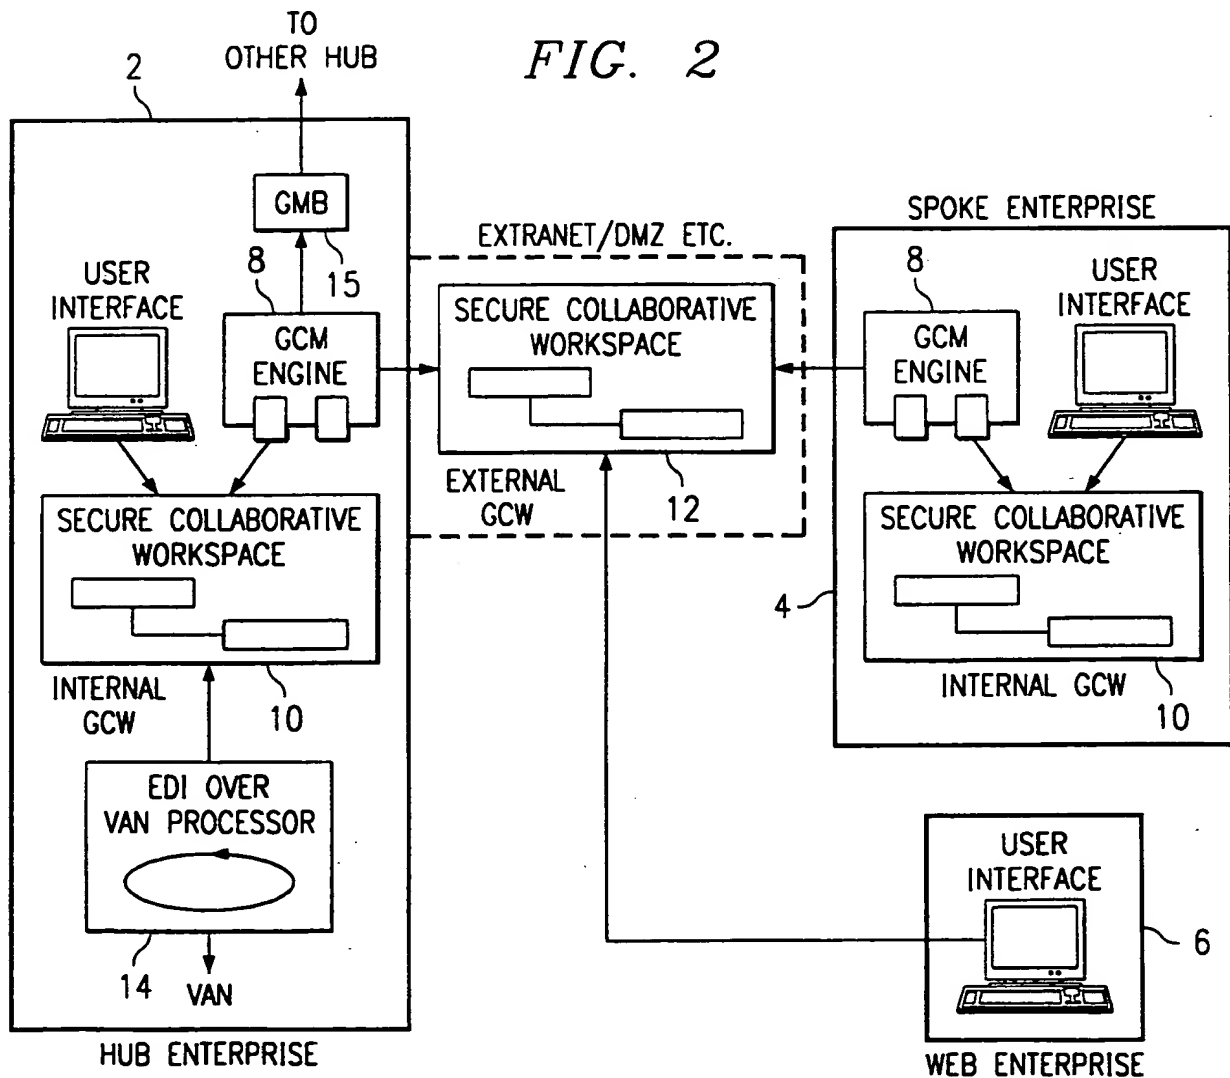 TO
OTHER HUB
FIG. 2
2
GMB
15
8
USER
INTERFACE
GCM
ENGINE
SECURE COLLABORATIVE
WORKSPACE
INTERNAL
GCW
10
EDI OVER
VAN PROCESSOR
14
VAN
HUB ENTERPRISE
EXTRANET/DMZ ETC.
SECURE COLLABORATIVE
WORKSPACE
EXTERNAL
GCW
12
SPOKE ENTERPRISE
8
GCM
ENGINE
USER
INTERFACE
SECURE COLLABORATIVE
WORKSPACE
4
INTERNAL GCW
10
USER
INTERFACE
6
WEB ENTERPRISE